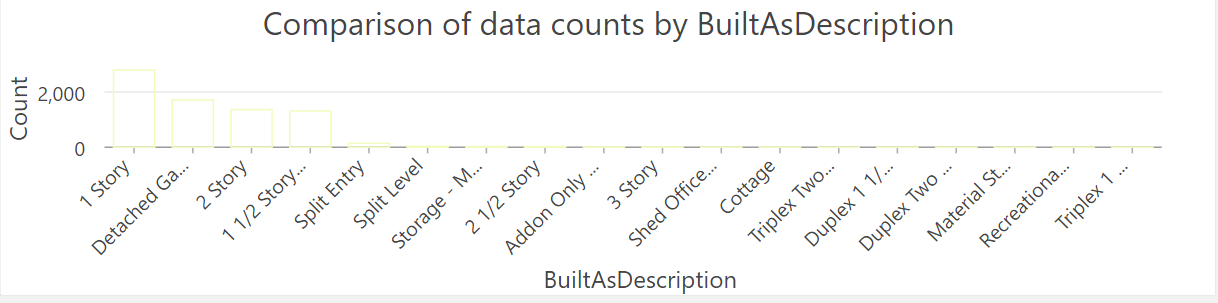 Comparison of data counts by BuiltAsDescription
Count
2,000
0
1 Story
Detached Ga...
2 Story
1 1/2 Story...
Split Entry
Split Level
Storage - M...
2 1/2 Story
Addon Only ...
3 Story
Shed Office...
Cottage
Triplex Two...
Duplex 1 1/...
Duplex Two ...
Material St...
Recreationa...
Triplex 1 ...
BuiltAsDescription